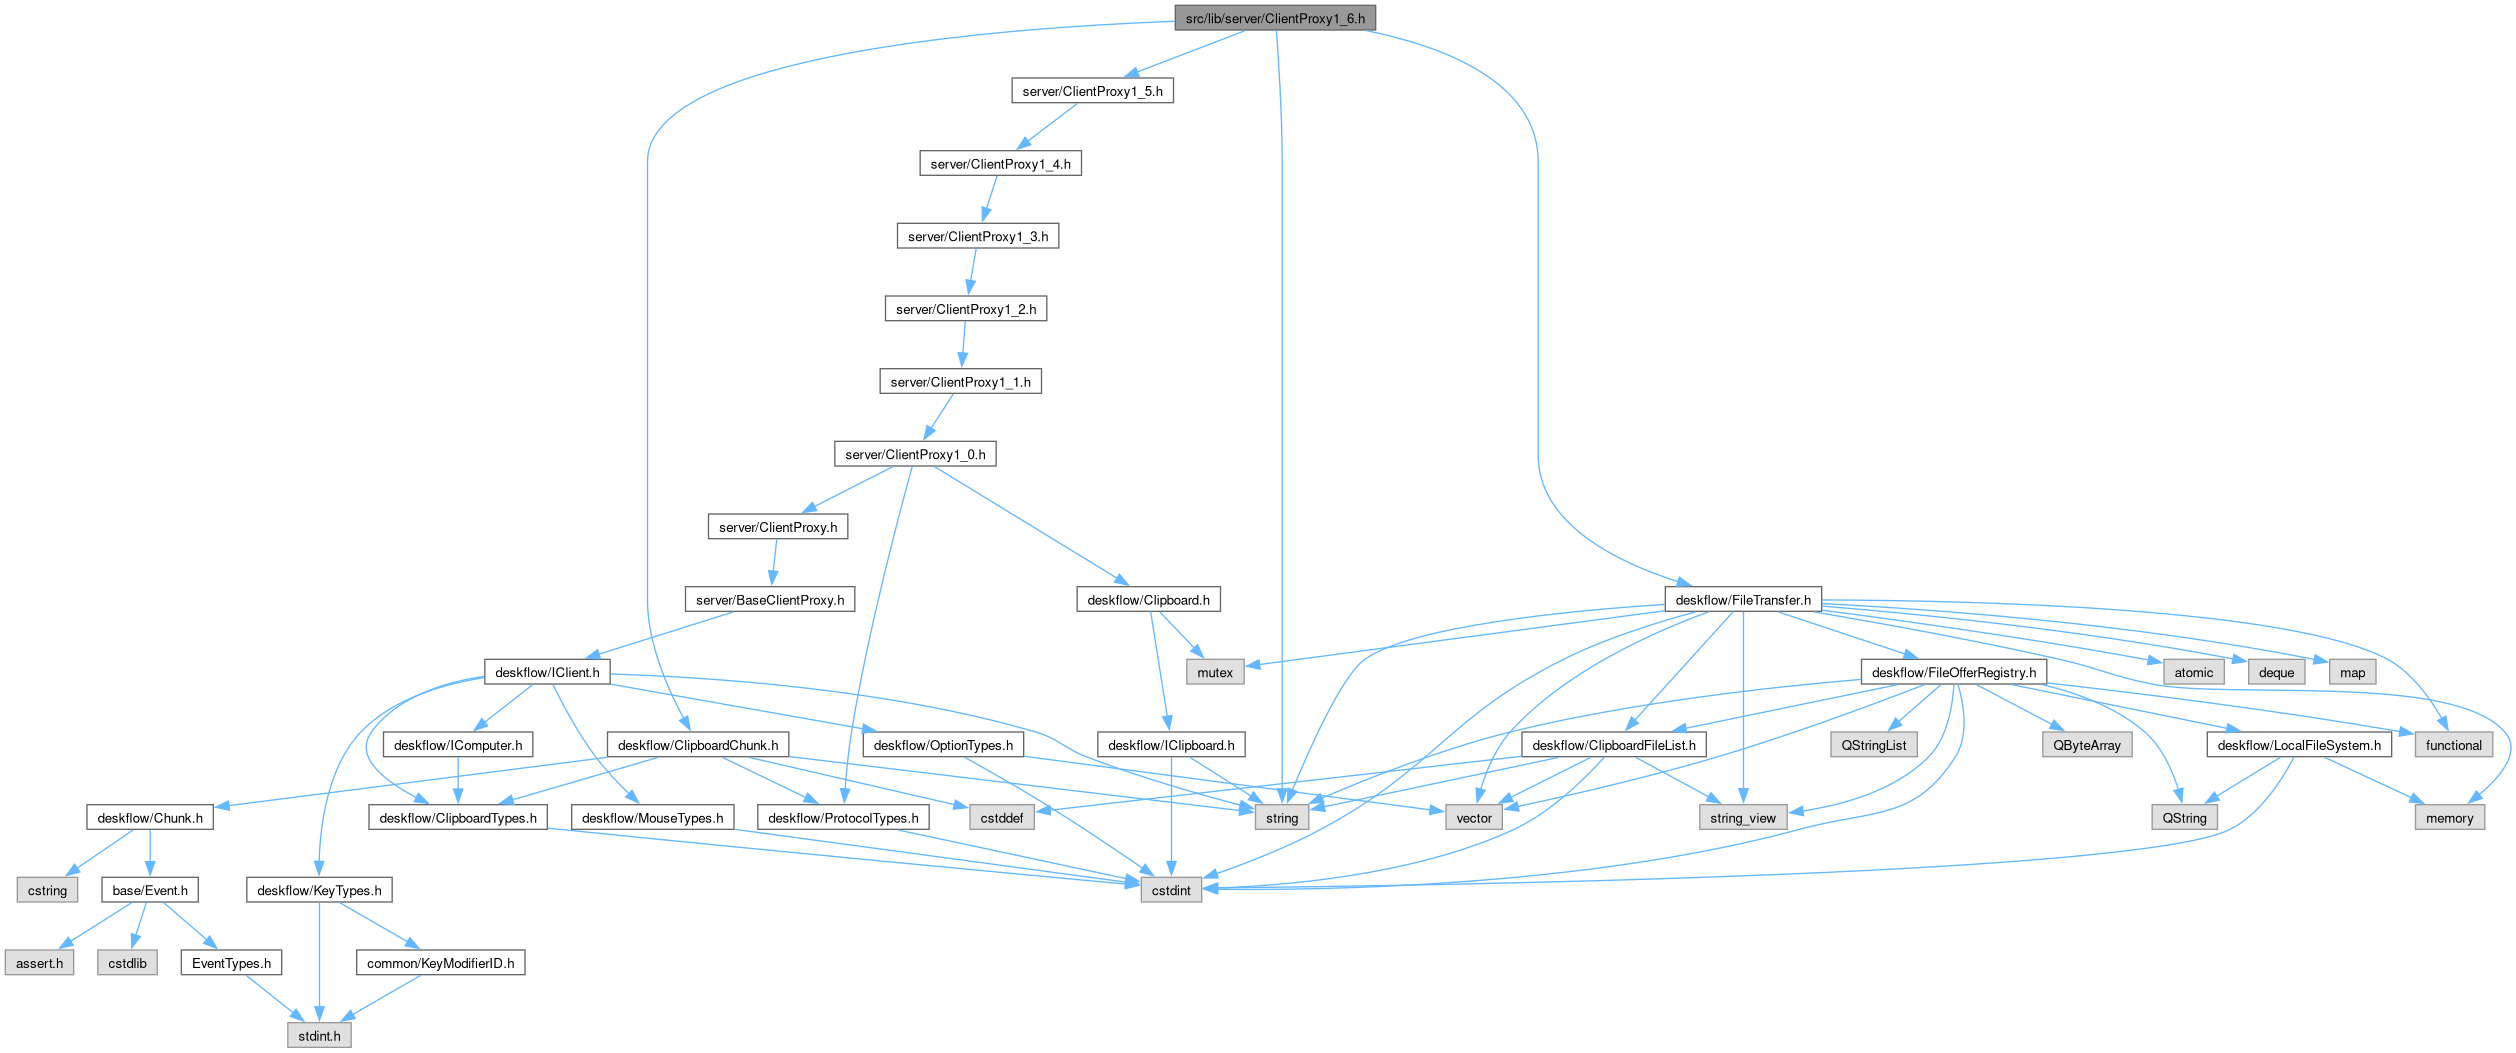 src/lib/server/ClientProxy1_6.h
server/ClientProxy1_5.h
server/ClientProxy1_4.h
server/ClientProxy1_3.h
server/ClientProxy1_2.h
server/ClientProxy1_1.h
server/ClientProxy1_0.h
server/ClientProxy.h
server/BaseClientProxy.h
deskflow/Clipboard.h
deskflow/FileTransfer.h
deskflow/IClient.h
mutex
deskflow/FileOfferRegistry.h
atomic
deque
map
deskflow/IComputer.h
deskflow/ClipboardChunk.h
deskflow/OptionTypes.h
deskflow/IClipboard.h
deskflow/ClipboardFileList.h
QStringList
QByteArray
deskflow/LocalFileSystem.h
functional
deskflow/Chunk.h
deskflow/ClipboardTypes.h
deskflow/MouseTypes.h
deskflow/ProtocolTypes.h
cstddef
string
vector
string_view
QString
memory
cstring
base/Event.h
deskflow/KeyTypes.h
cstdint
assert.h
cstdlib
EventTypes.h
common/KeyModifierID.h
stdint.h